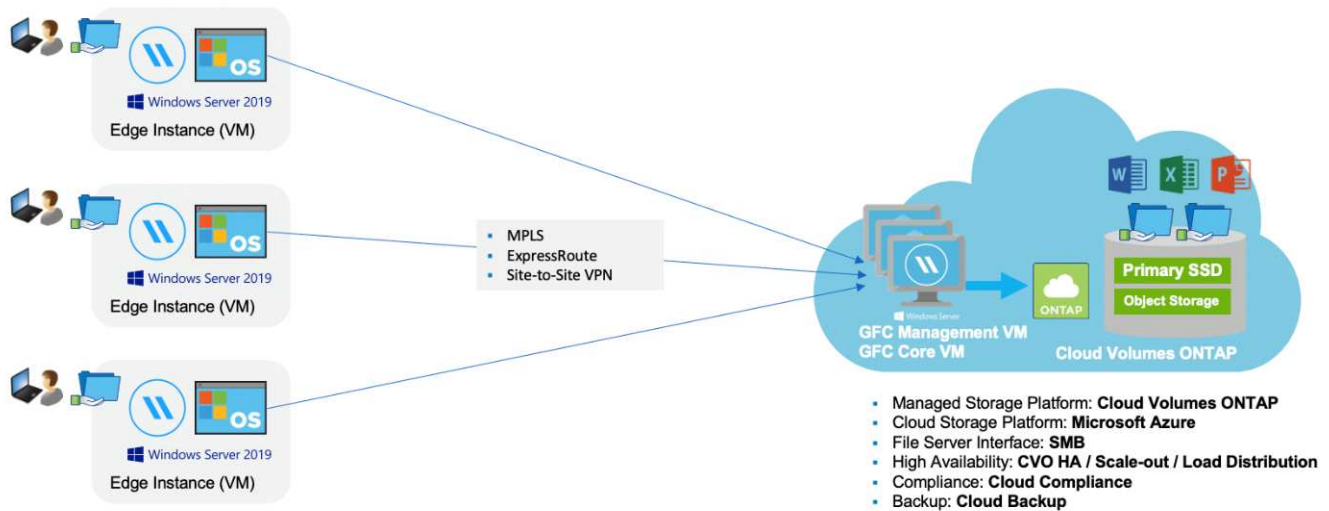 OS
Windows Server 2019
Edge Instance (VM)
OS
Windows Server 2019
Edge Instance (VM)
OS
Windows Server 2019
Edge Instance (VM)
▪ MPLS
▪ ExpressRoute
▪ Site-to-Site VPN
W X P
Primary SSD
Object Storage
ONTAP
Windows Server
GFC Management VM
GFC Core VM
Cloud Volumes ONTAP
▪ Managed Storage Platform: Cloud Volumes ONTAP
▪ Cloud Storage Platform: Microsoft Azure
▪ File Server Interface: SMB
▪ High Availability: CVO HA / Scale-out / Load Distribution
▪ Compliance: Cloud Compliance
▪ Backup: Cloud Backup